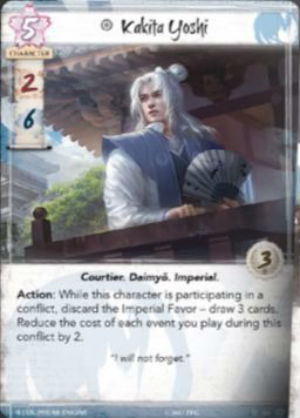 5
Kakita Yoshi
CHARACTER
2
6
3
Courtier. Daimyō. Imperial.
Action: While this character is participating in a
conflict, discard the Imperial Favor – draw 3 cards.
Reduce the cost of each event you play during this
conflict by 2.
"I will not forget."